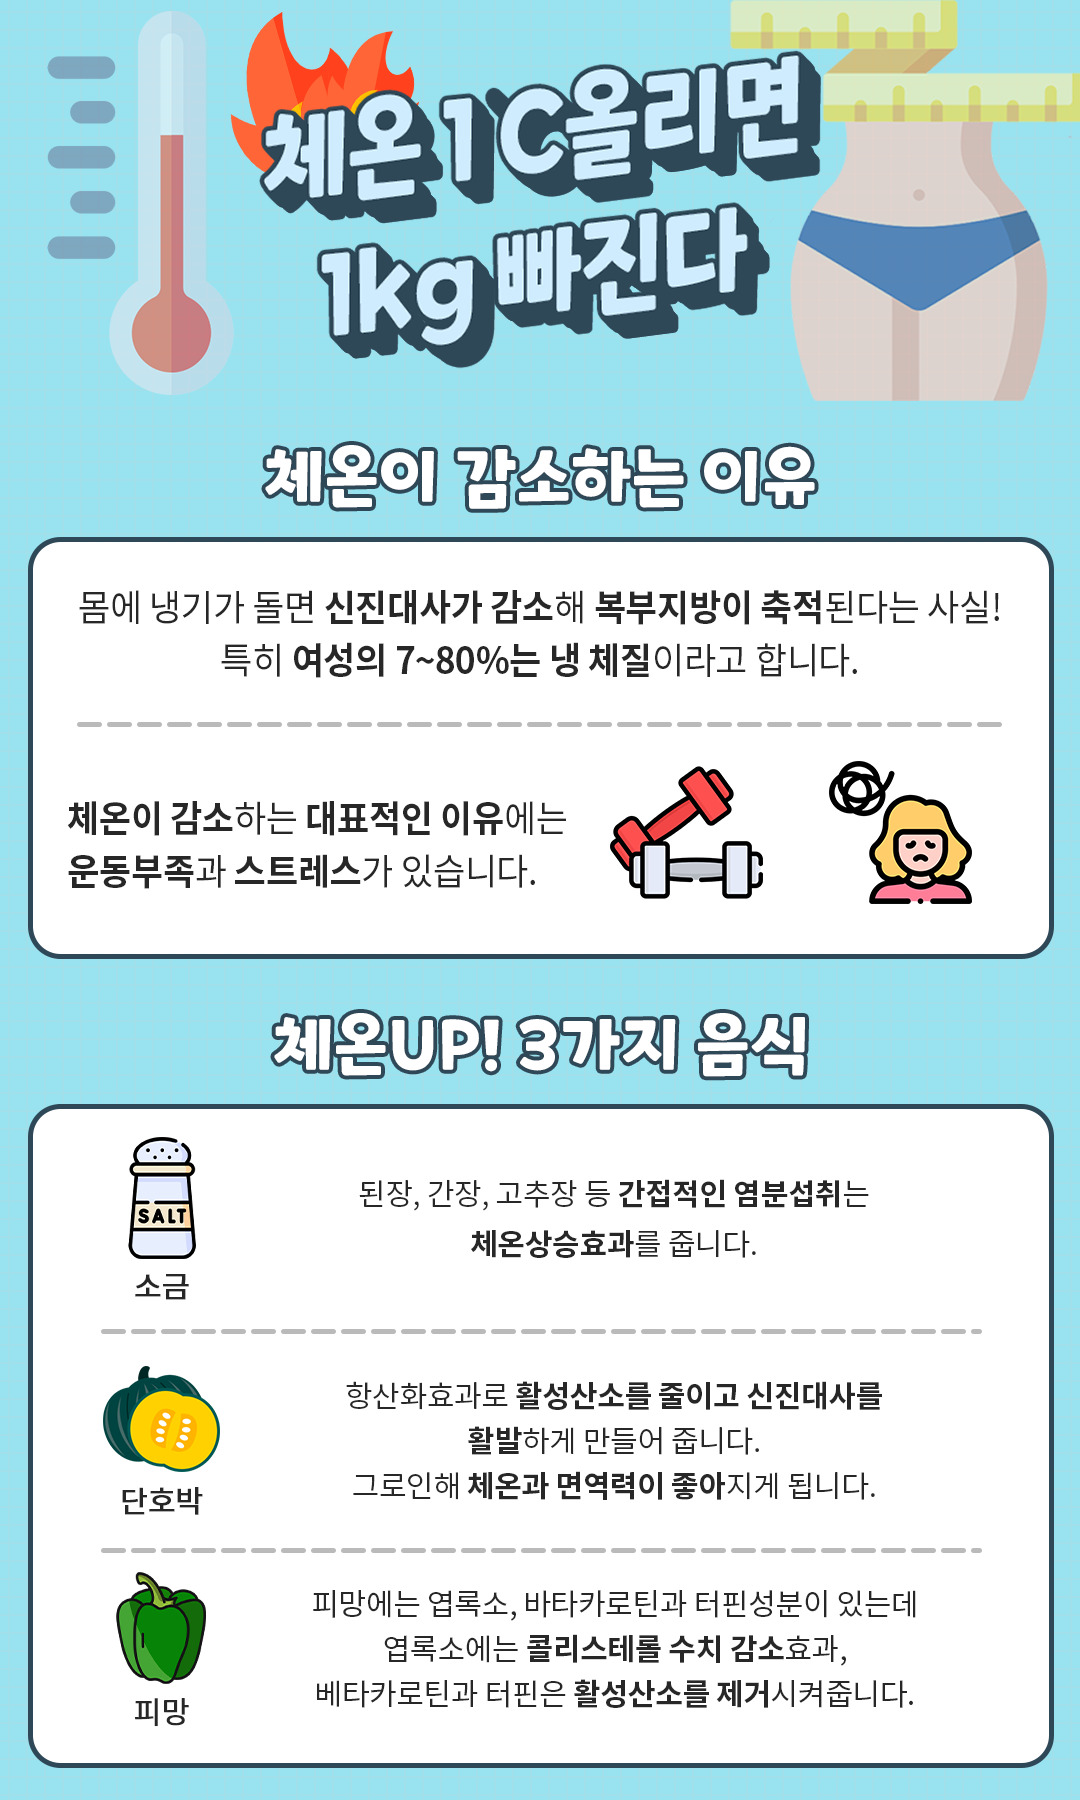 체온 1˚C올리면
1kg 빠진다
체온이 감소하는 이유
몸에 냉기가 돌면 신진대사가 감소해 복부지방이 축적된다는 사실!
특히 여성의 7~80%는 냉 체질이라고 합니다.
체온이 감소하는 대표적인 이유에는
운동부족과 스트레스가 있습니다.
체온UP! 3가지 음식
SALT
소금
된장, 간장, 고추장 등 간접적인 염분섭취는
체온상승효과를 줍니다.
단호박
항산화효과로 활성산소를 줄이고 신진대사를
활발하게 만들어 줍니다.
그로인해 체온과 면역력이 좋아지게 됩니다.
피망
피망에는 엽록소, 바타카로틴과 터핀성분이 있는데
엽록소에는 콜리스테롤 수치 감소효과,
베타카로틴과 터핀은 활성산소를 제거시켜줍니다.